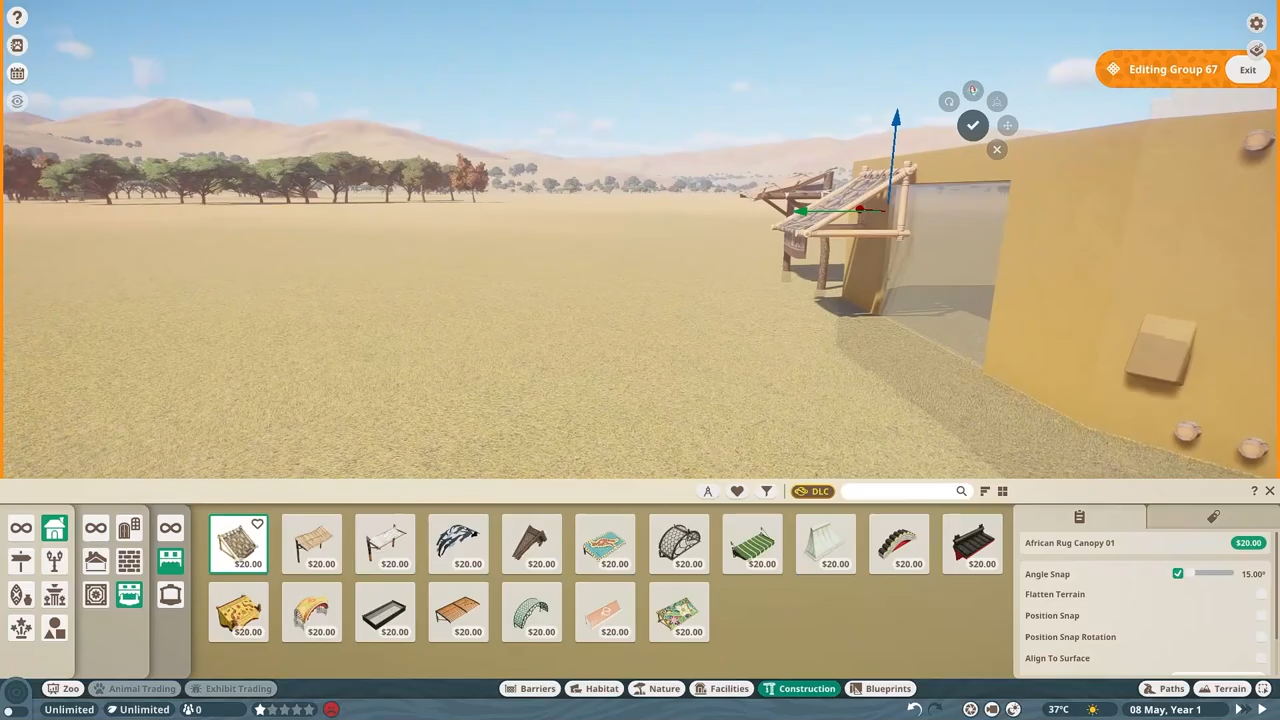 ?
Editing Group 67
Exit
DLC
?
$20.00 $20.00 $20.00 $20.00 $20.00 $20.00 $20.00 $20.00 $20.00 $20.00 $20.00
$20.00 $20.00 $20.00 $20.00 $20.00 $20.00 $20.00
African Rug Canopy 01 $20.00
Angle Snap 15.00°
Flatten Terrain
Position Snap
Position Snap Rotation
Align To Surface
Zoo Animal Trading Exhibit Trading Barriers Habitat Nature Facilities Construction Blueprints Paths Terrain
Unlimited Unlimited 0 37°C 08 May, Year 1